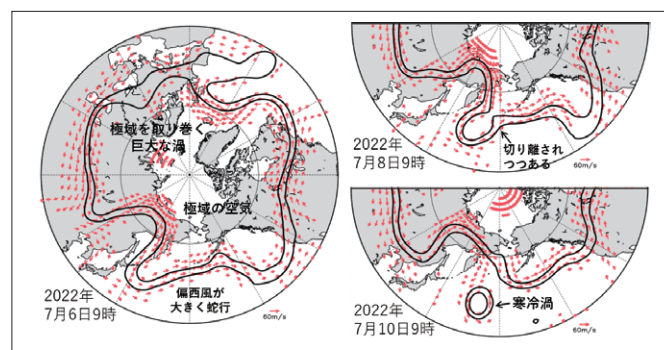 極域を取り巻く
巨大な渦
極域の空気
偏西風が
大きく蛇行
2022年
7月6日9時
60m/s
切り離され
つつある
2022年
7月8日9時
60m/s
寒冷渦
2022年
7月10日9時
60m/s